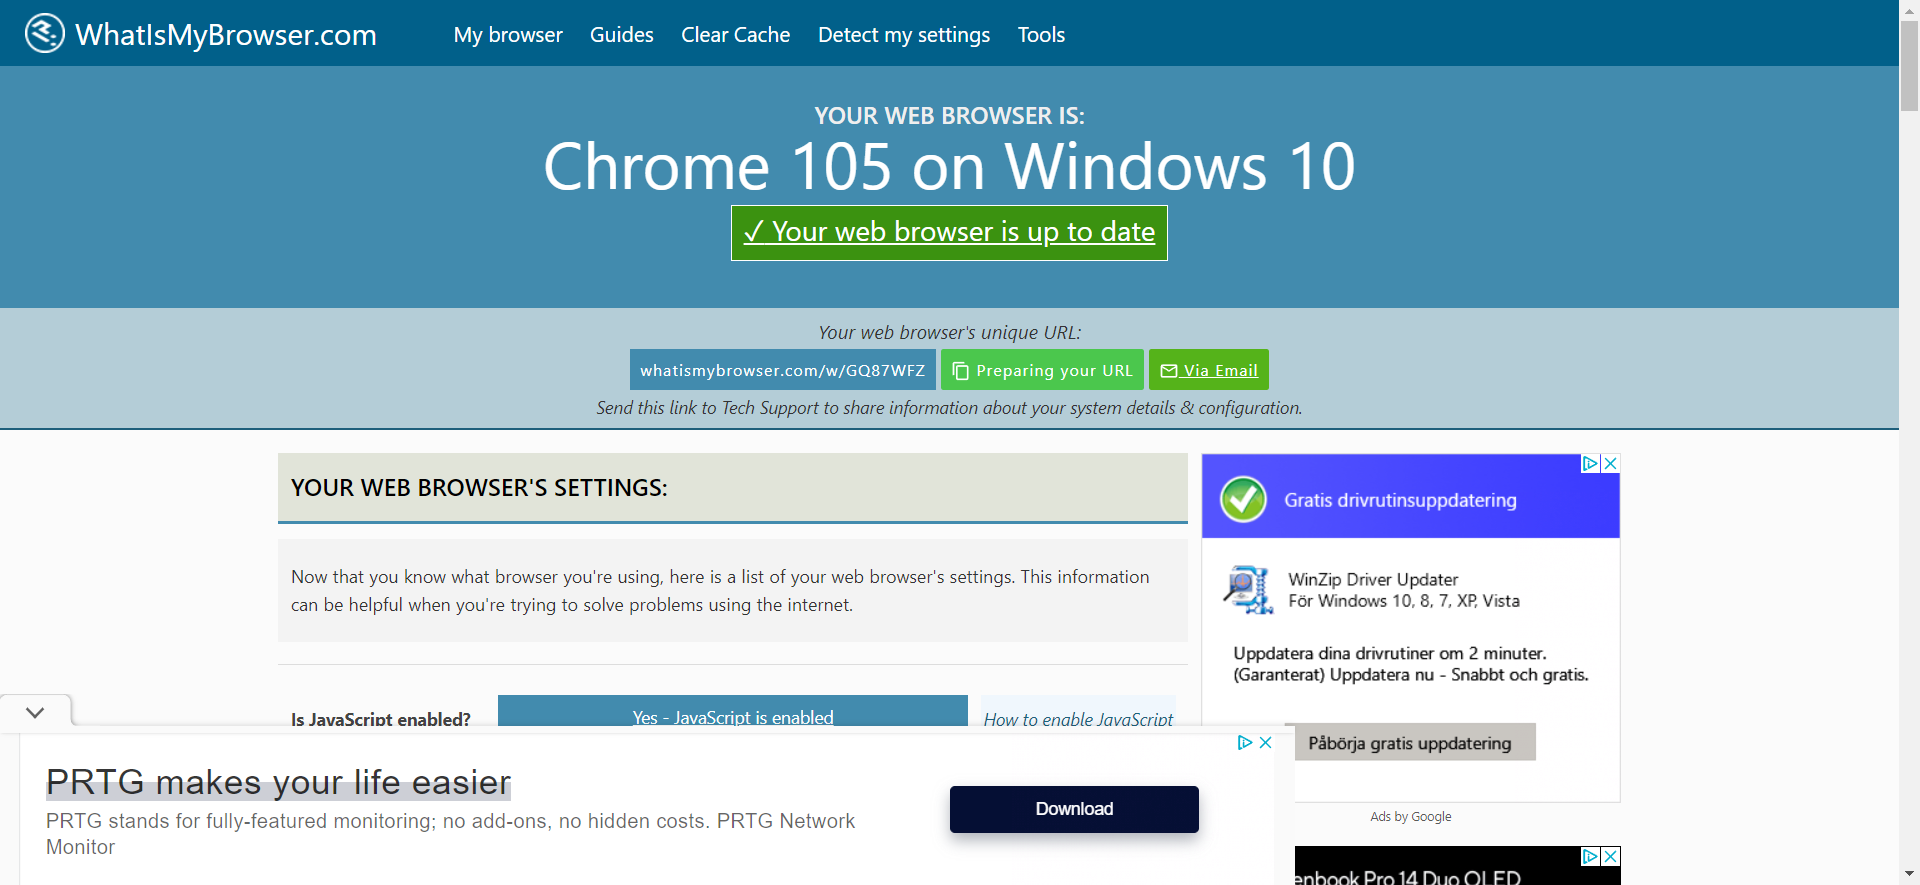 WhatIsMyBrowser.com
My browser Guides Clear Cache Detect my settings Tools
YOUR WEB BROWSER IS:
Chrome 105 on Windows 10
✓ Your web browser is up to date
Your web browser's unique URL:
whatismybrowser.com/w/GQ87WFZ Preparing your URL Via Email
Send this link to Tech Support to share information about your system details & configuration.
YOUR WEB BROWSER'S SETTINGS:
Now that you know what browser you're using, here is a list of your web browser's settings. This information
can be helpful when you're trying to solve problems using the internet.
Is JavaScript enabled? Yes - JavaScript is enabled How to enable JavaScript
Gratis drivrutinsuppdatering
WinZip Driver Updater
För Windows 10, 8, 7, XP, Vista
Uppdatera dina drivrutiner om 2 minuter.
(Garanterat) Uppdatera nu - Snabbt och gratis.
Påbörja gratis uppdatering
Ads by Google
enbook Pro 14 Duo OLED
PRTG makes your life easier
PRTG stands for fully-featured monitoring; no add-ons, no hidden costs. PRTG Network
Monitor
Download